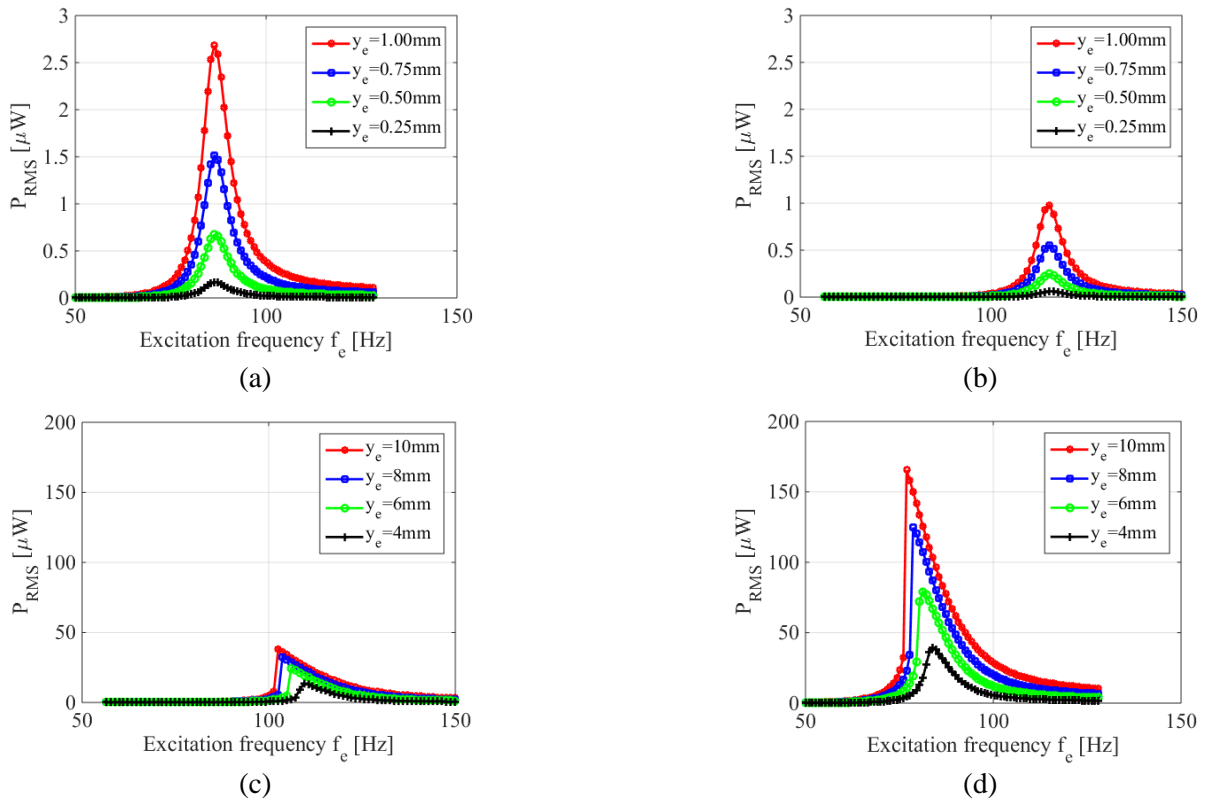 3
2.5
2
1.5
1
0.5
0
50
100
150
P_RMS [μW]
Excitation frequency f_e [Hz]
y_e=1.00mm
y_e=0.75mm
y_e=0.50mm
y_e=0.25mm
(a)
3
2.5
2
1.5
1
0.5
0
50
100
150
P_RMS [μW]
Excitation frequency f_e [Hz]
y_e=1.00mm
y_e=0.75mm
y_e=0.50mm
y_e=0.25mm
(b)
200
150
100
50
0
50
100
150
P_RMS [μW]
Excitation frequency f_e [Hz]
y_e=10mm
y_e=8mm
y_e=6mm
y_e=4mm
(c)
200
150
100
50
0
50
100
150
P_RMS [μW]
Excitation frequency f_e [Hz]
y_e=10mm
y_e=8mm
y_e=6mm
y_e=4mm
(d)